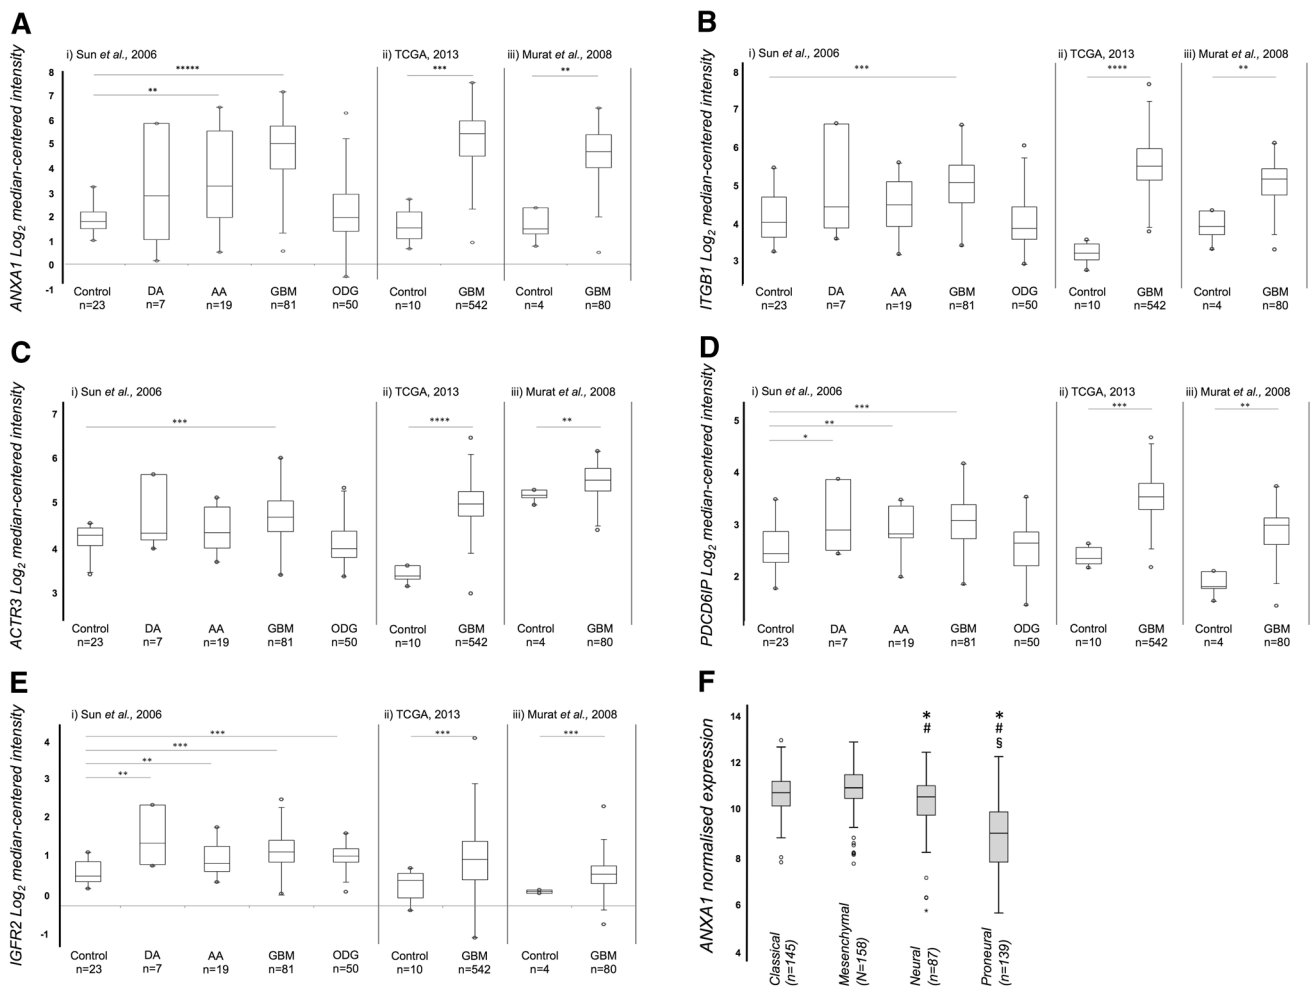 A
i) Sun et al., 2006
ii) TCGA, 2013
iii) Murat et al., 2008
ANXA1 Log2 median-centered intensity
8
7
6
5
4
3
2
1
0
-1
*****
**
***
**
Control DA AA GBM ODG Control GBM Control GBM
n=23 n=7 n=19 n=81 n=50 n=10 n=542 n=4 n=80
B
i) Sun et al., 2006
ii) TCGA, 2013
iii) Murat et al., 2008
ITGB1 Log2 median-centered intensity
8
7
6
5
4
3
***
****
**
Control DA AA GBM ODG Control GBM Control GBM
n=23 n=7 n=19 n=81 n=50 n=10 n=542 n=4 n=80
C
i) Sun et al., 2006
ii) TCGA, 2013
iii) Murat et al., 2008
ACTR3 Log2 median-centered intensity
7
6
5
4
3
***
****
**
Control DA AA GBM ODG Control GBM Control GBM
n=23 n=7 n=19 n=81 n=50 n=10 n=542 n=4 n=80
D
i) Sun et al., 2006
ii) TCGA, 2013
iii) Murat et al., 2008
PDCD6IP Log2 median-centered intensity
5
4
3
2
***
**
*
***
**
Control DA AA GBM ODG Control GBM Control GBM
n=23 n=7 n=19 n=81 n=50 n=10 n=542 n=4 n=80
E
i) Sun et al., 2006
ii) TCGA, 2013
iii) Murat et al., 2008
IGFR2 Log2 median-centered intensity
4
3
2
1
0
-1
***
***
**
**
***
***
Control DA AA GBM ODG Control GBM Control GBM
n=23 n=7 n=19 n=81 n=50 n=10 n=542 n=4 n=80
F
ANXA1 normalised expression
14
12
10
8
6
4
*
#
*
#
§
*
Classical
(n=145)
Mesenchymal
(N=158)
Neural
(n=87)
Proneural
(n=139)